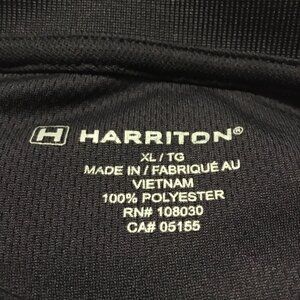 H HARRITON®
XL / TG
MADE IN / FABRIQUÉ AU
VIETNAM
100% POLYESTER
RN# 108030
CA# 05155